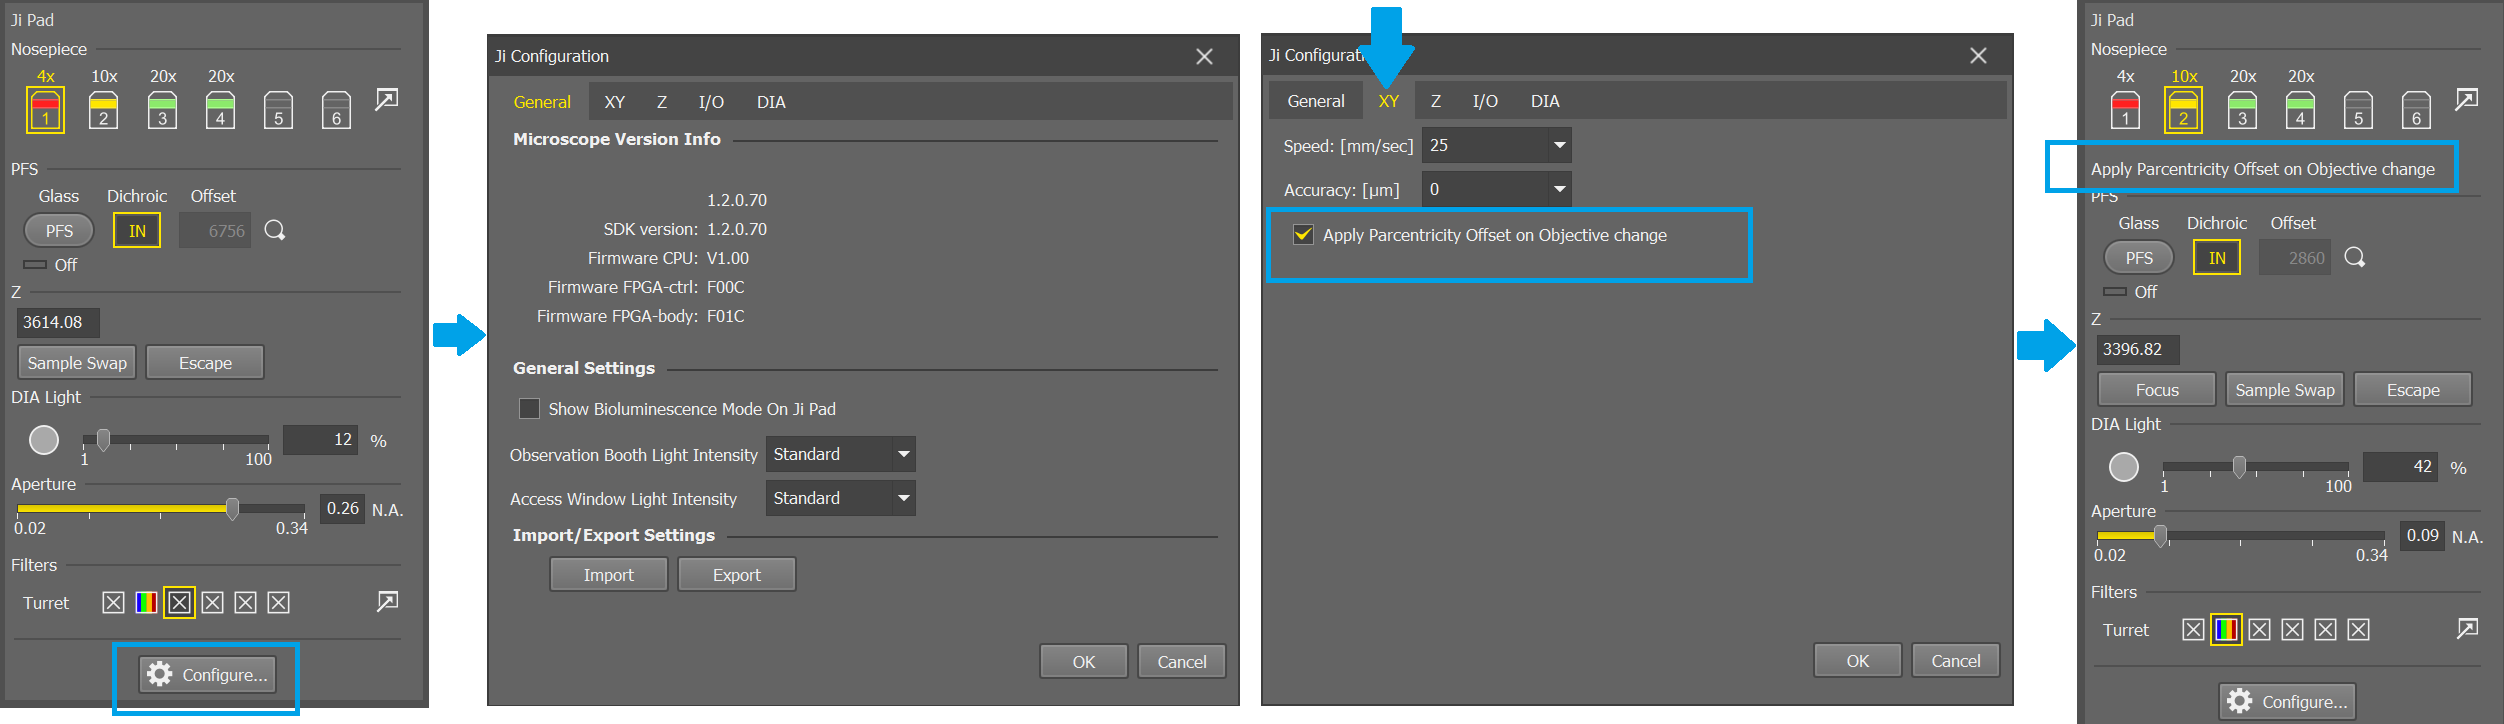 Ji Pad
Nosepiece
4x 10x 20x 20x
1 2 3 4 5 6
PFS
Glass Dichroic Offset
PFS IN 6756
Off
Z
3614.08
Sample Swap Escape
DIA Light
12 %
1 100
Aperture
0.26 N.A.
0.02 0.34
Filters
Turret
Configure...
Ji Configuration
General XY Z I/O DIA
Microscope Version Info
1.2.0.70
SDK version: 1.2.0.70
Firmware CPU: V1.00
Firmware FPGA-ctrl: F00C
Firmware FPGA-body: F01C
General Settings
Show Bioluminescence Mode On Ji Pad
Observation Booth Light Intensity Standard
Access Window Light Intensity Standard
Import/Export Settings
Import Export
OK Cancel
Ji Configurati
General XY Z I/O DIA
Speed: [mm/sec] 25
Accuracy: [µm] 0
Apply Parcentricity Offset on Objective change
OK Cancel
Ji Pad
Nosepiece
4x 10x 20x 20x
1 2 3 4 5 6
Apply Parcentricity Offset on Objective change
PFS
Glass Dichroic Offset
PFS IN 2860
Off
Z
3396.82
Focus Sample Swap Escape
DIA Light
42 %
1 100
Aperture
0.09 N.A.
0.02 0.34
Filters
Turret
Configure...